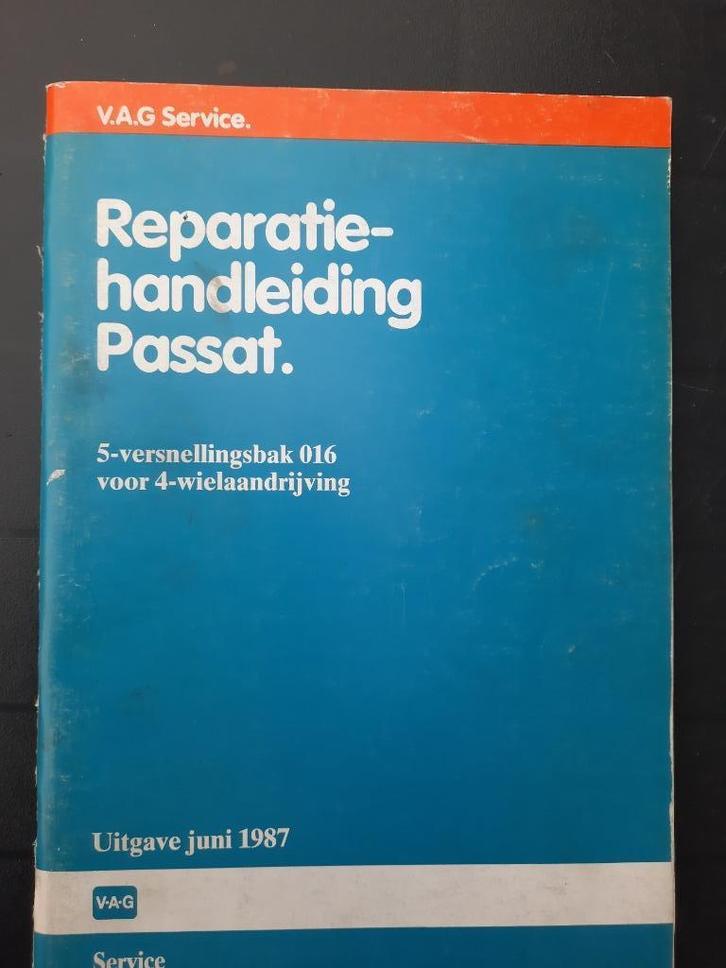 V.A.G Service.
Reparatie-
handleiding
Passat.
5-versnellingsbak 016
voor 4-wielaandrijving
Uitgave juni 1987
V·A·G
Service